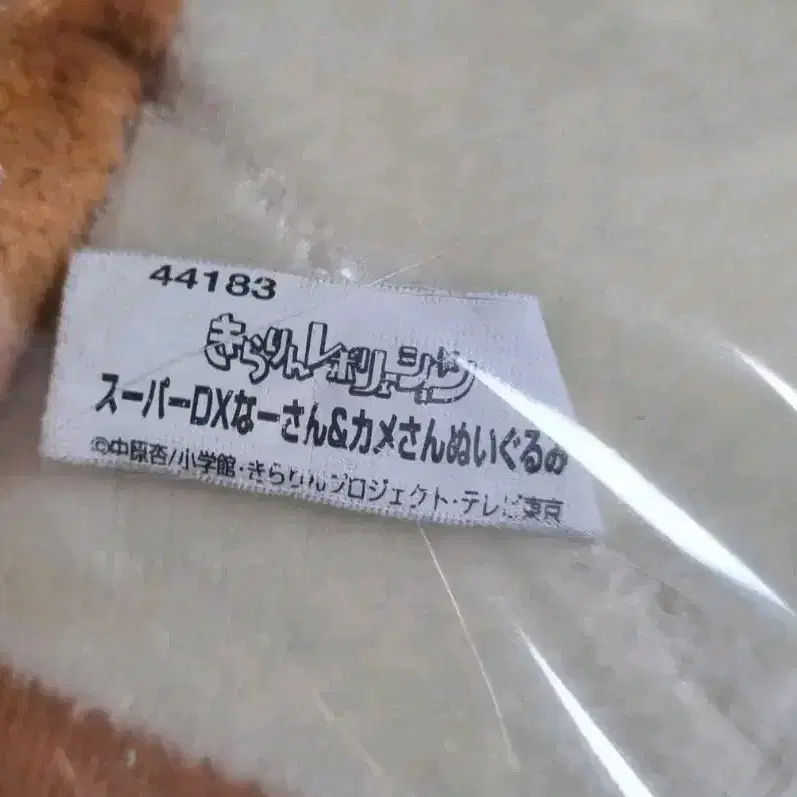 44183
きらりんレボリューション
スーパーDXなーさん&カメさんぬいぐるみ
©中原杏/小学館・きらりんプロジェクト・テレビ東京